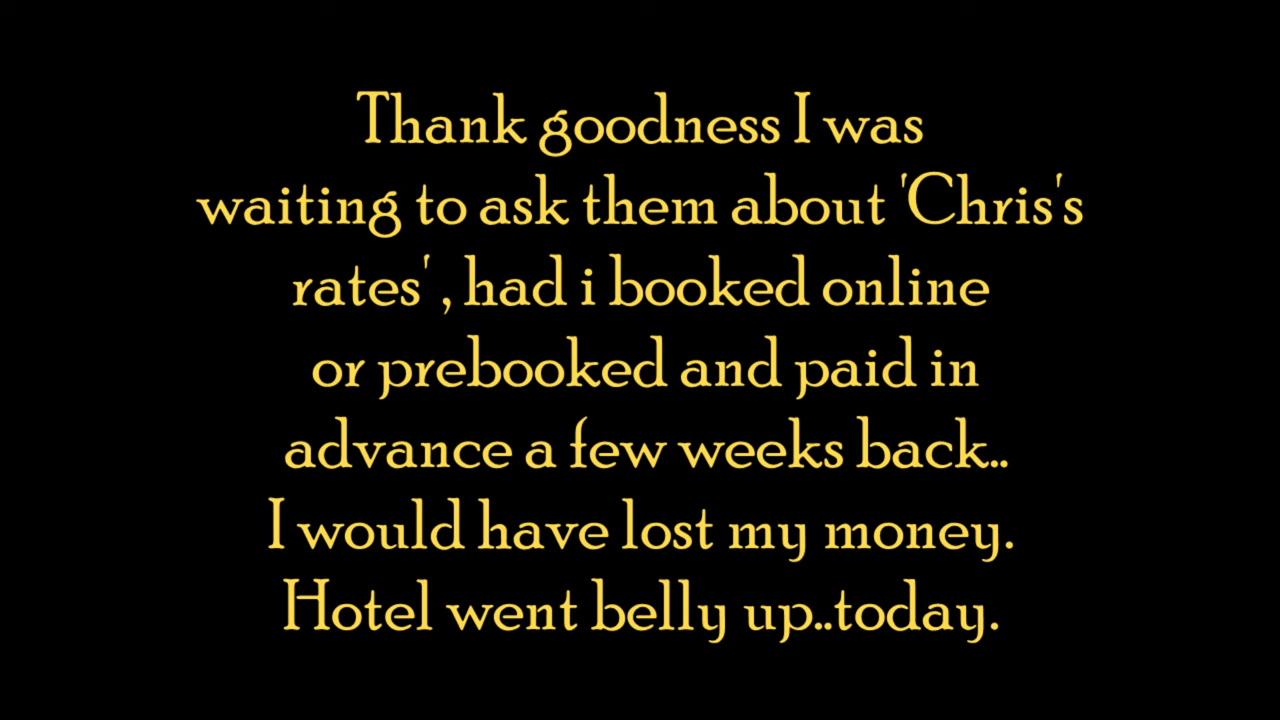 Thank goodness I was
waiting to ask them about 'Chris's
rates' , had i booked online
or prebooked and paid in
advance a few weeks back..
I would have lost my money.
Hotel went belly up..today.